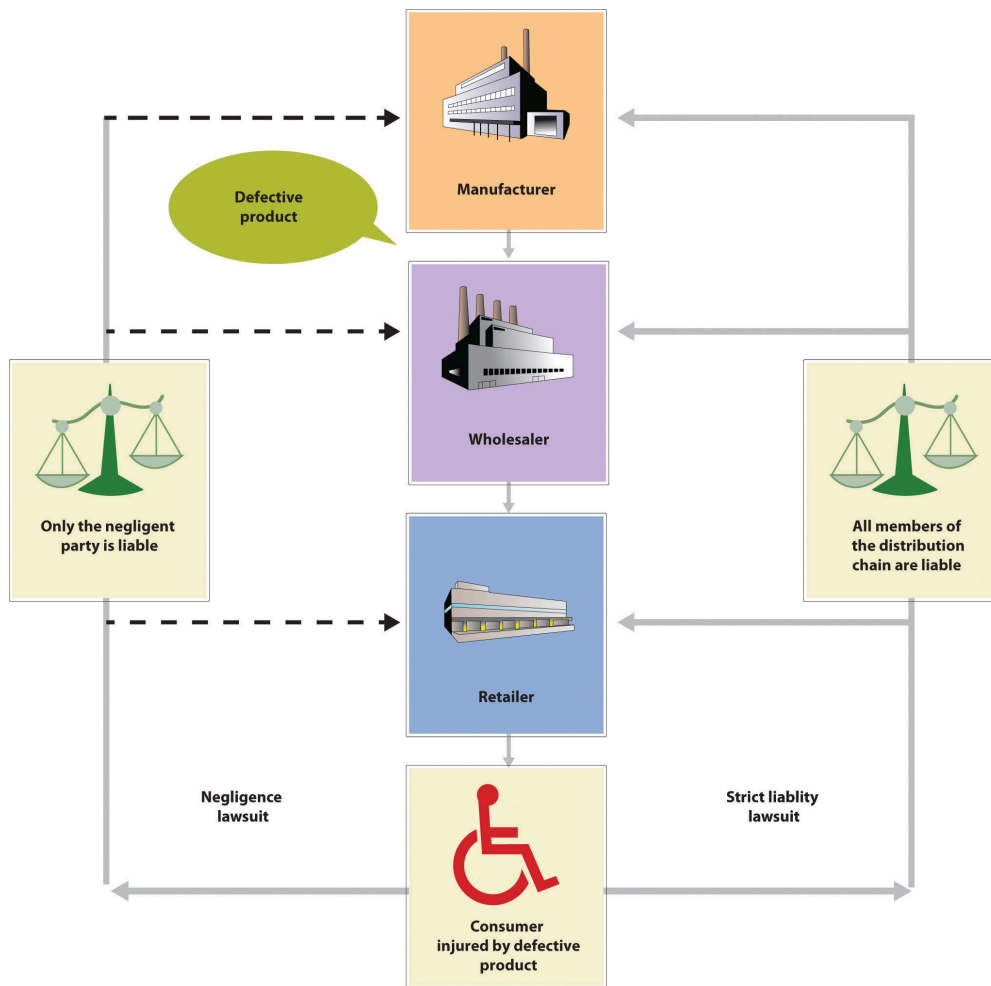 Manufacturer
Defective
product
Wholesaler
Only the negligent
party is liable
All members of
the distribution
chain are liable
Retailer
Negligence
lawsuit
Strict liablity
lawsuit
Consumer
injured by defective
product